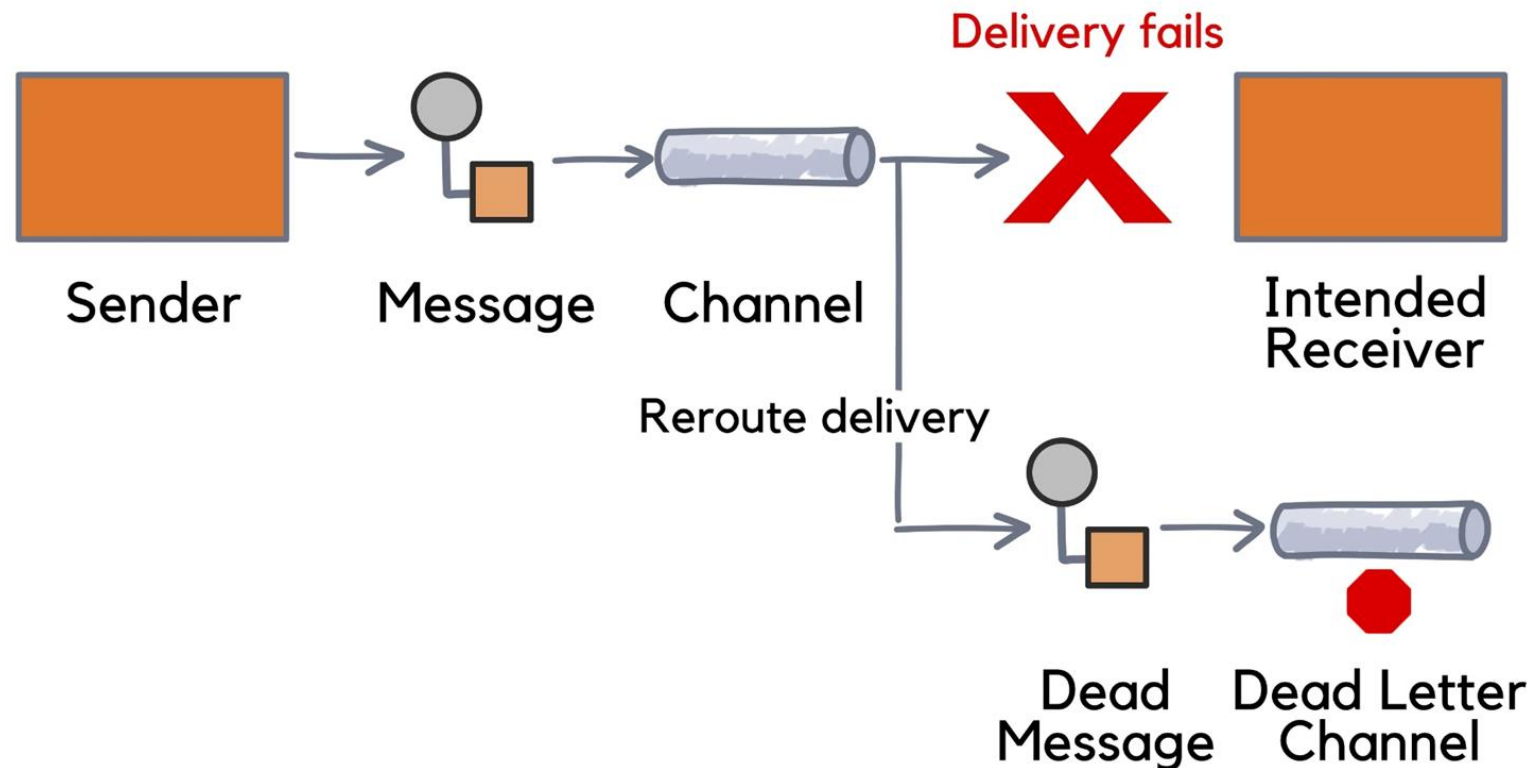 Delivery fails
Sender
Message
Channel
Intended
Receiver
Reroute delivery
Dead
Message
Dead Letter
Channel